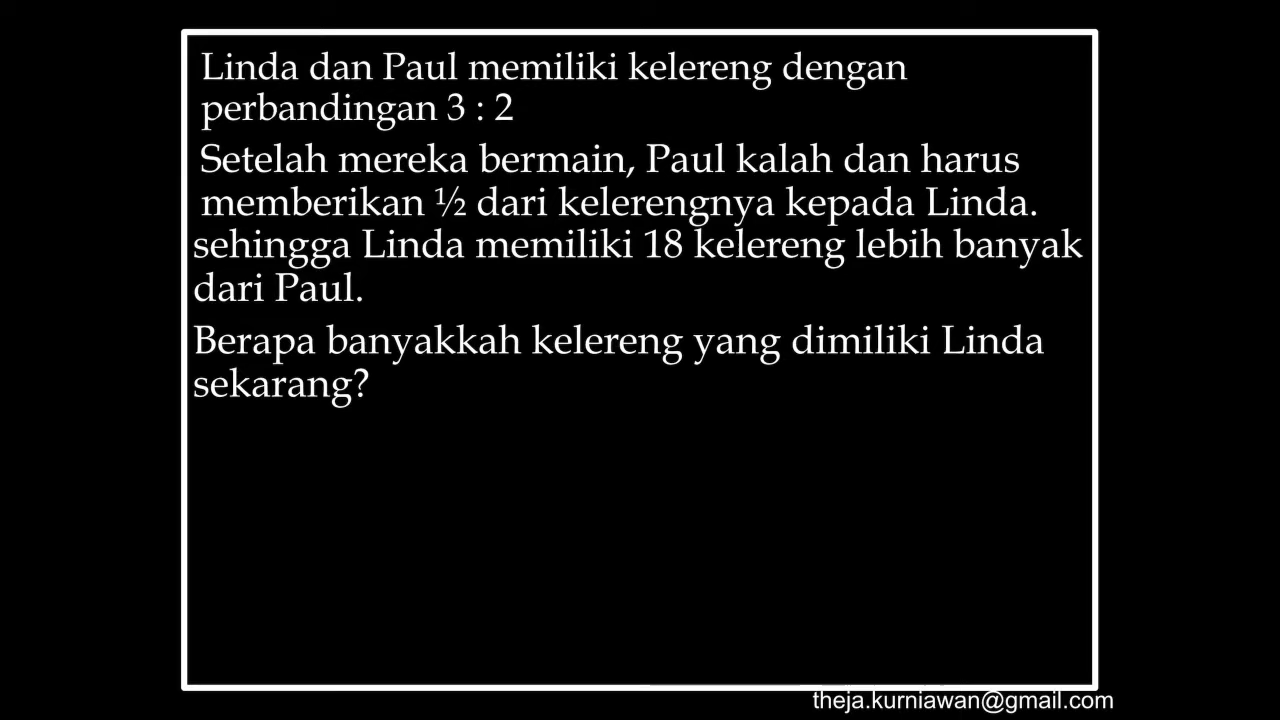 Linda dan Paul memiliki kelereng dengan
perbandingan 3 : 2
Setelah mereka bermain, Paul kalah dan harus
memberikan ½ dari kelerengnya kepada Linda.
sehingga Linda memiliki 18 kelereng lebih banyak
dari Paul.
Berapa banyakkah kelereng yang dimiliki Linda
sekarang?
theja.kurniawan@gmail.com